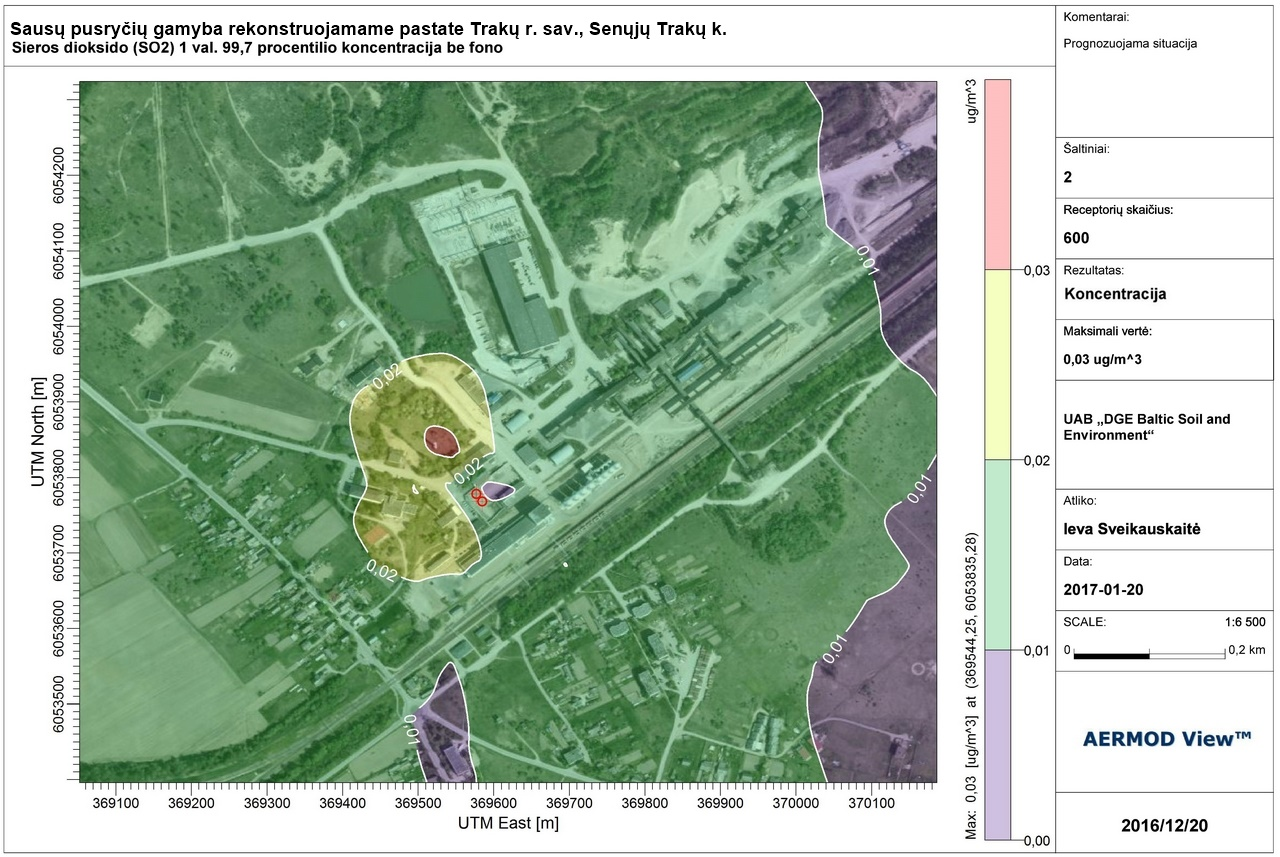 Sausų pusryčių gamyba rekonstruojamame pastate Trakų r. sav., Senųjų Trakų k.
Sieros dioksido (SO2) 1 val. 99,7 procentilio koncentracija be fono
Komentarai:
Prognozuojama situacija
Šaltiniai:
2
Receptorių skaičius:
600
Rezultatas:
Koncentracija
Maksimali vertė:
0,03 ug/m^3
UAB „DGE Baltic Soil and
Environment“
Atliko:
Ieva Sveikauskaitė
Data:
2017-01-20
SCALE:
1:6 500
0
0,2 km
AERMOD View™
2016/12/20
UTM North [m]
6054200
6054100
6054000
6053900
6053800
6053700
6053600
6053500
369100
369200
369300
369400
369500
369600
369700
369800
369900
370000
370100
UTM East [m]
0,02
0,02
0,02
0,01
0,01
0,01
0,01
ug/m^3
0,03
0,02
0,01
0,00
Max: 0,03 [ug/m^3] at (369544,25, 6053835,28)